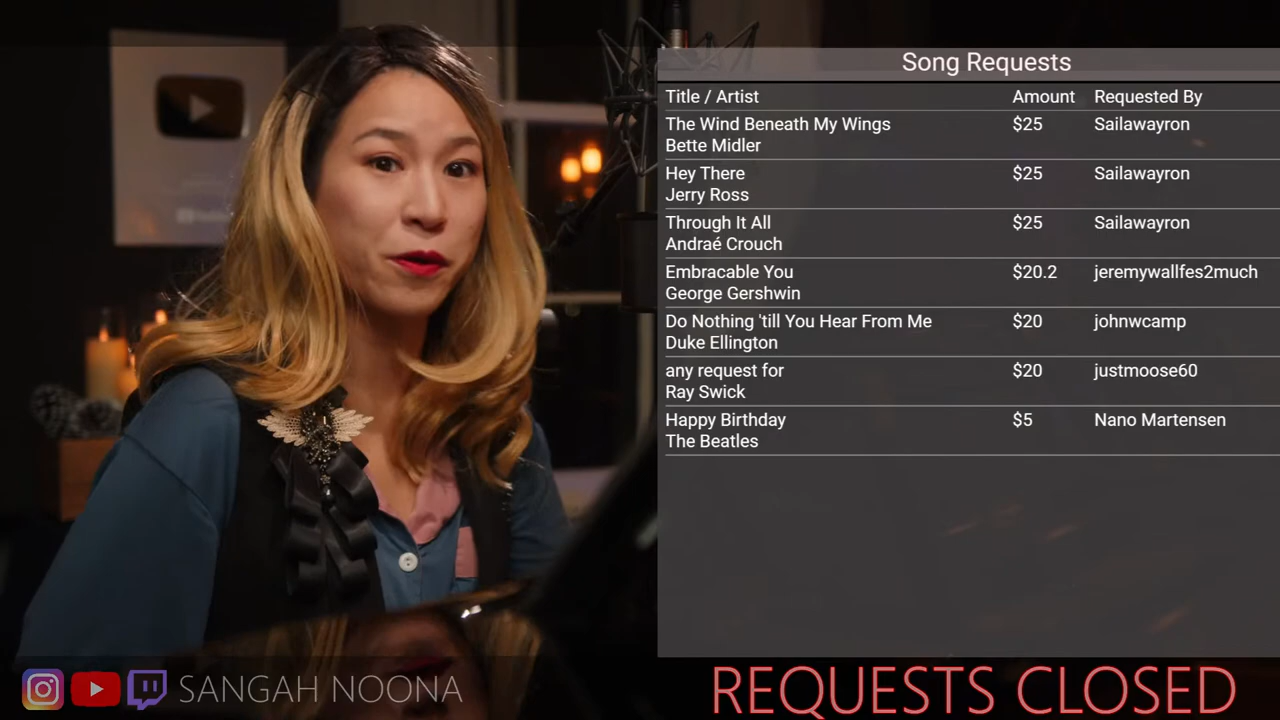 Song Requests
Title / Artist Amount Requested By
The Wind Beneath My Wings $25 Sailawayron
Bette Midler
Hey There $25 Sailawayron
Jerry Ross
Through It All $25 Sailawayron
Andraé Crouch
Embracable You $20.2 jeremywallfes2much
George Gershwin
Do Nothing 'till You Hear From Me $20 johnwcamp
Duke Ellington
any request for $20 justmoose60
Ray Swick
Happy Birthday $5 Nano Martensen
The Beatles
SANGAH NOONA
REQUESTS CLOSED